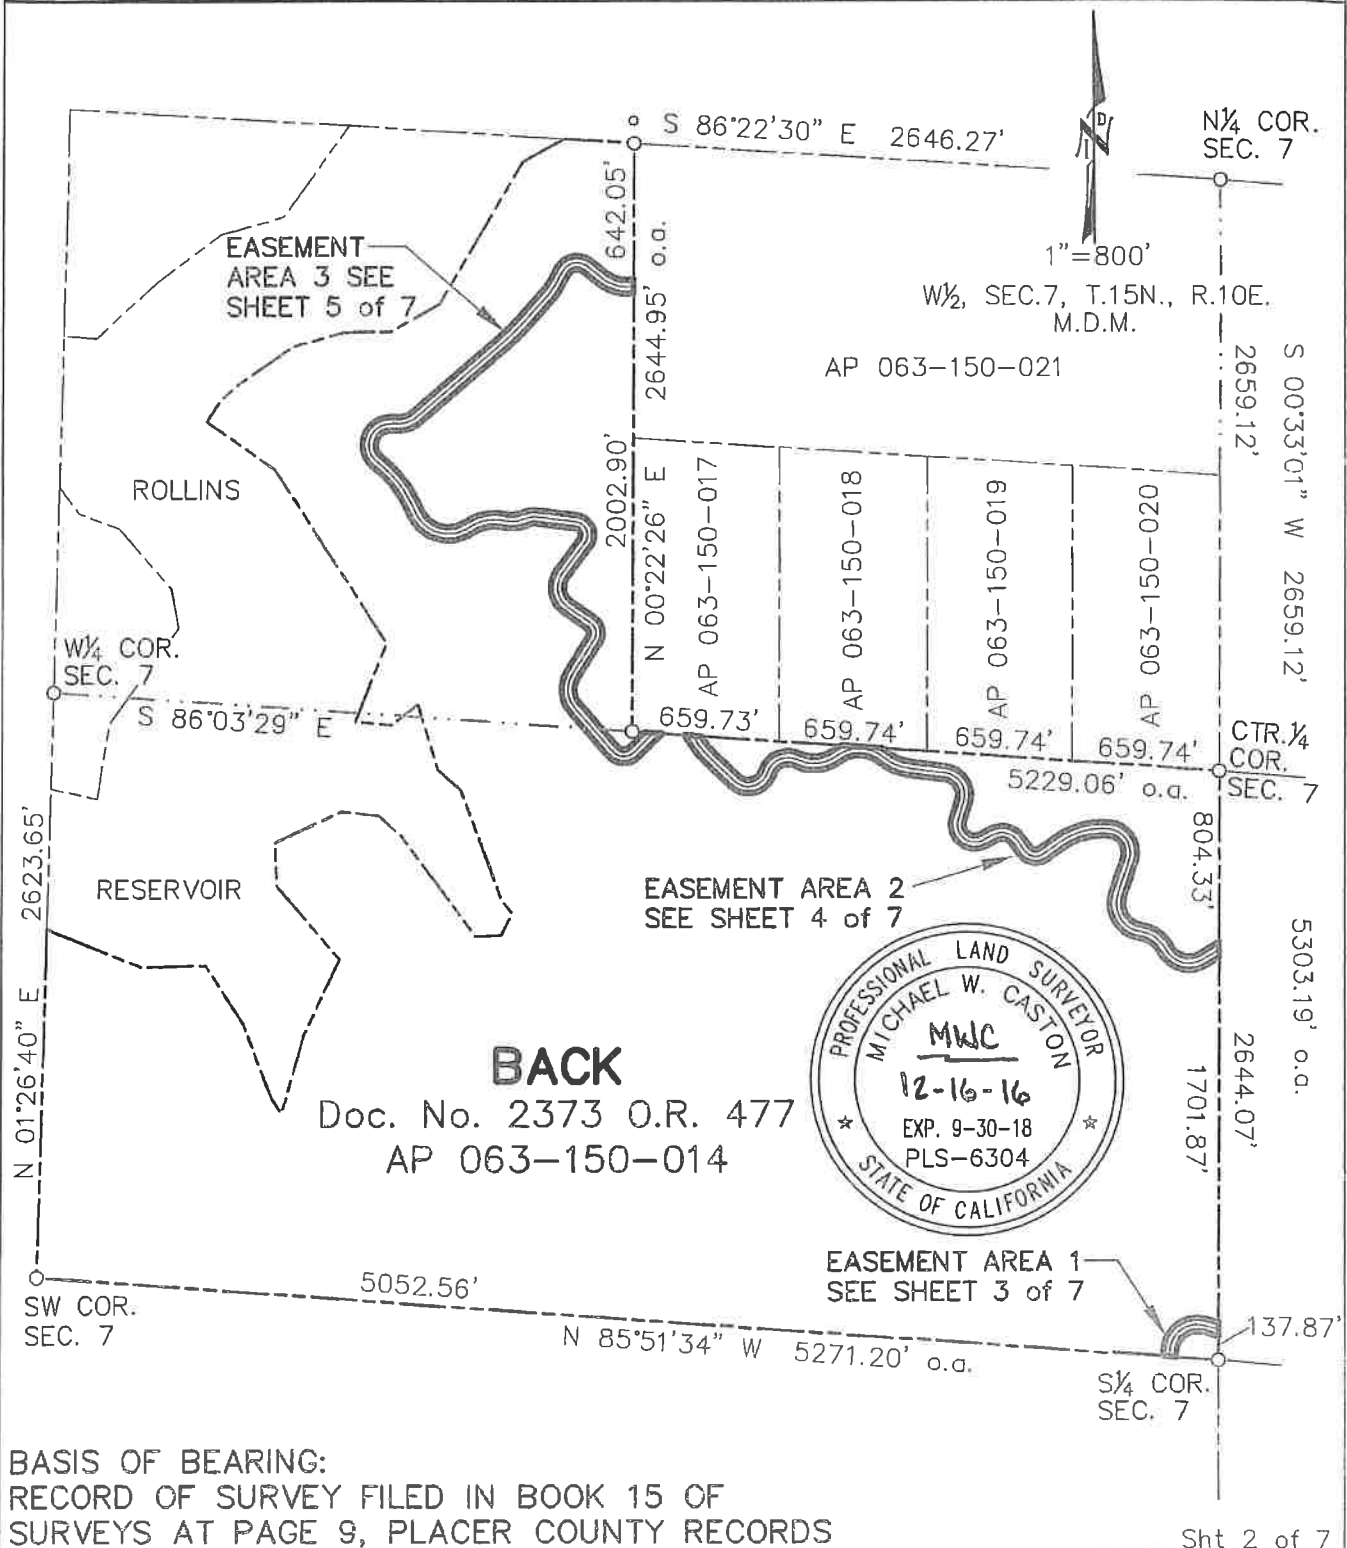 S 86°22'30" E 2646.27'
N¼ COR.
SEC. 7
N
I
D
1"=800'
W½, SEC.7, T.15N., R.10E.
M.D.M.
AP 063-150-021
EASEMENT
AREA 3 SEE
SHEET 5 of 7
642.05'
2644.95' o.a.
2002.90'
N 00°22'26" E
AP 063-150-017
AP 063-150-018
AP 063-150-019
AP 063-150-020
2659.12'
S 00°33'01" W 2659.12'
ROLLINS
W¼ COR.
SEC. 7
S 86°03'29" E
659.73'
659.74'
659.74'
659.74'
5229.06' o.a.
CTR.¼
COR.
SEC. 7
2623.65'
N 01°26'40" E
RESERVOIR
804.33'
EASEMENT AREA 2
SEE SHEET 4 of 7
5303.19' o.a.
2644.07'
1701.87'
BACK
Doc. No. 2373 O.R. 477
AP 063-150-014
PROFESSIONAL LAND SURVEYOR
MICHAEL W. CASTON
MWC
12-16-16
EXP. 9-30-18
PLS-6304
STATE OF CALIFORNIA
EASEMENT AREA 1
SEE SHEET 3 of 7
137.87'
SW COR.
SEC. 7
5052.56'
N 85°51'34" W 5271.20' o.a.
S¼ COR.
SEC. 7
BASIS OF BEARING:
RECORD OF SURVEY FILED IN BOOK 15 OF
SURVEYS AT PAGE 9, PLACER COUNTY RECORDS
Sht 2 of 7